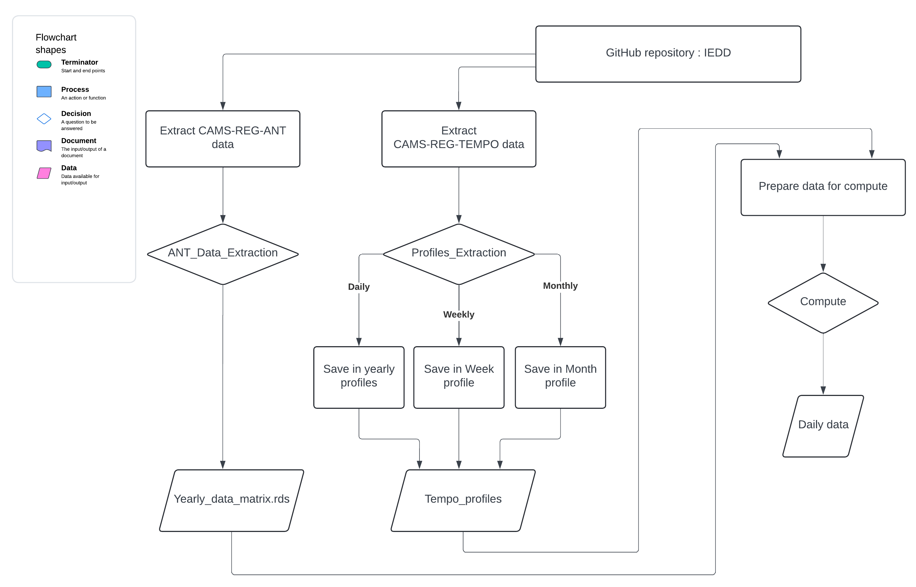 Flowchart
shapes
Terminator
Start and end points
Process
An action or function
Decision
A question to be
answered
Document
The input/output of a
document
Data
Data available for
input/output
GitHub repository : IEDD
Extract CAMS-REG-ANT
data
Extract
CAMS-REG-TEMPO data
Prepare data for compute
ANT_Data_Extraction
Profiles_Extraction
Daily
Weekly
Monthly
Compute
Save in yearly
profiles
Save in Week
profile
Save in Month
profile
Daily data
Yearly_data_matrix.rds
Tempo_profiles